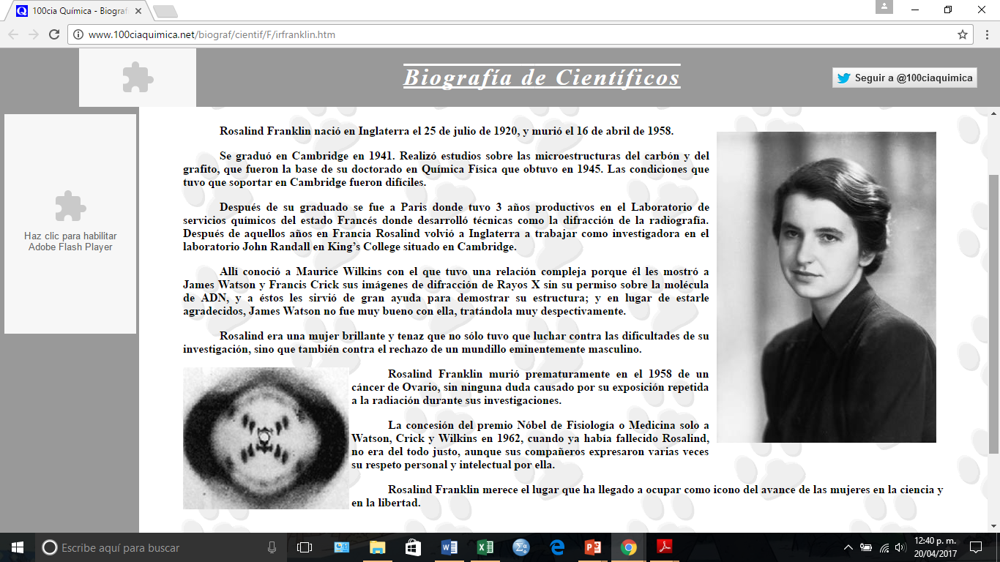 100cia Química - Biograf
www.100ciaquimica.net/biograf/cientif/F/irfranklin.htm
Biografía de Científicos
Seguir a @100ciaquimica
Haz clic para habilitar
Adobe Flash Player
Rosalind Franklin nació en Inglaterra el 25 de julio de 1920, y murió el 16 de abril de 1958.
Se graduó en Cambridge en 1941. Realizó estudios sobre las microestructuras del carbón y del
grafito, que fueron la base de su doctorado en Química Física que obtuvo en 1945. Las condiciones que
tuvo que soportar en Cambridge fueron difíciles.
Después de su graduado se fue a Paris donde tuvo 3 años productivos en el Laboratorio de
servicios químicos del estado Francés donde desarrolló técnicas como la difracción de la radiografía.
Después de aquellos años en Francia Rosalind volvió a Inglaterra a trabajar como investigadora en el
laboratorio John Randall en King’s College situado en Cambridge.
Allí conoció a Maurice Wilkins con el que tuvo una relación compleja porque él les mostró a
James Watson y Francis Crick sus imágenes de difracción de Rayos X sin su permiso sobre la molécula
de ADN, y a éstos les sirvió de gran ayuda para demostrar su estructura; y en lugar de estarle
agradecidos, James Watson no fue muy bueno con ella, tratándola muy despectivamente.
Rosalind era una mujer brillante y tenaz que no sólo tuvo que luchar contra las dificultades de su
investigación, sino que también contra el rechazo de un mundillo eminentemente masculino.
Rosalind Franklin murió prematuramente en el 1958 de un
cáncer de Ovario, sin ninguna duda causado por su exposición repetida
a la radiación durante sus investigaciones.
La concesión del premio Nóbel de Fisiología o Medicina solo a
Watson, Crick y Wilkins en 1962, cuando ya había fallecido Rosalind,
no era del todo justo, aunque sus compañeros expresaron varias veces
su respeto personal y intelectual por ella.
Rosalind Franklin merece el lugar que ha llegado a ocupar como icono del avance de las mujeres en la ciencia y
en la libertad.
Escribe aquí para buscar
12:40 p. m.
20/04/2017